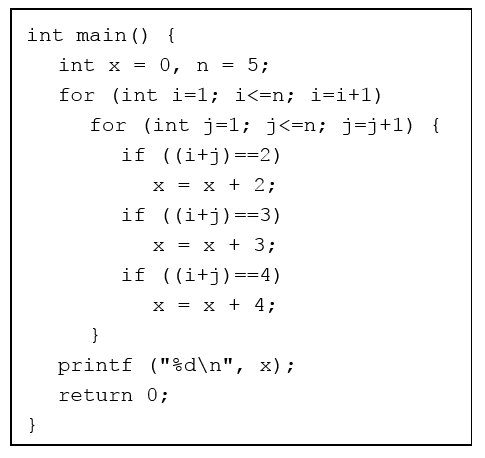 int main() {
int x = 0, n = 5;
for (int i=1; i<=n; i=i+1)
for (int j=1; j<=n; j=j+1) {
if ((i+j)==2)
x = x + 2;
if ((i+j)==3)
x = x + 3;
if ((i+j)==4)
x = x + 4;
}
printf ("%d\n", x);
return 0;
}